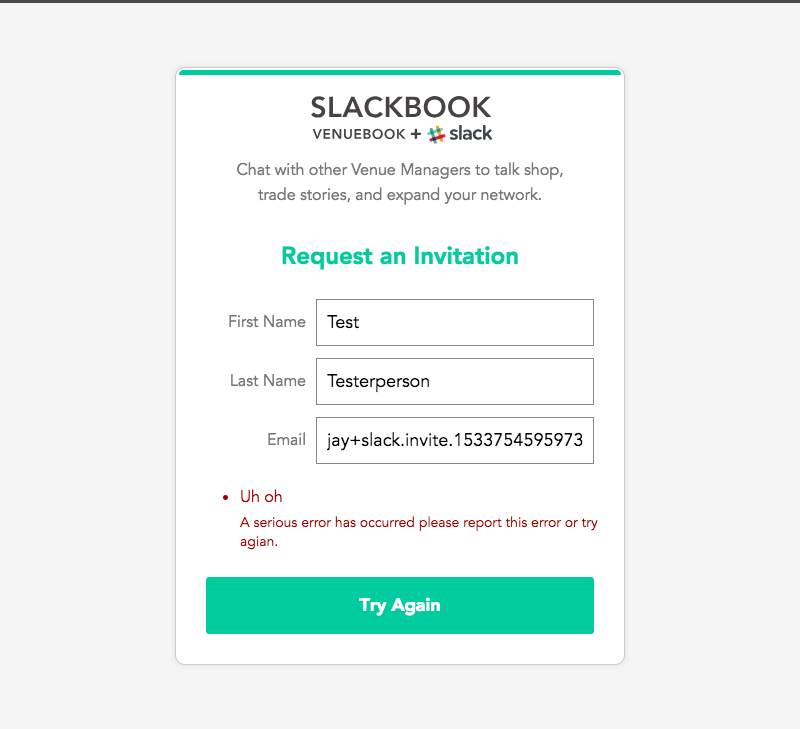 SLACKBOOK
VENUEBOOK + slack
Chat with other Venue Managers to talk shop,
trade stories, and expand your network.
Request an Invitation
First Name Test
Last Name Testerperson
Email jay+slack.invite.1533754595973
• Uh oh
A serious error has occurred please report this error or try
agian.
Try Again